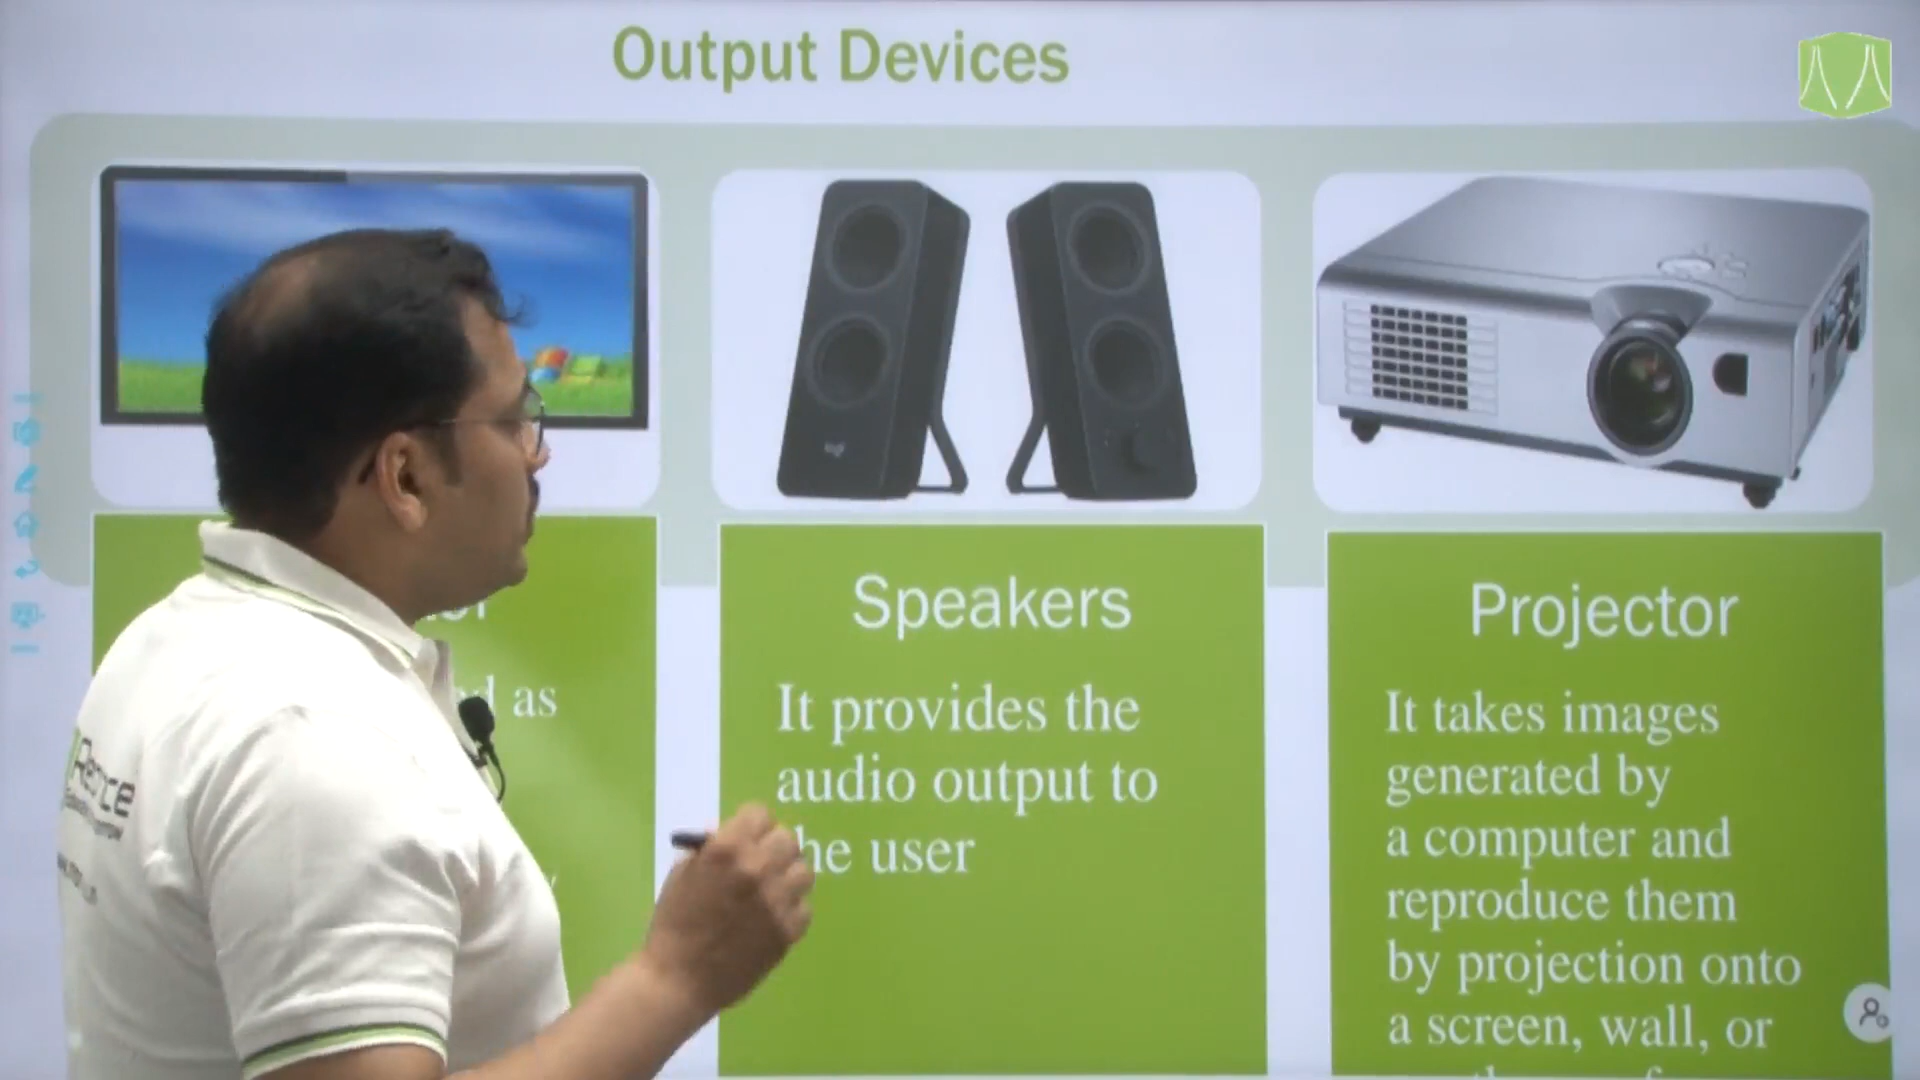 Output Devices
as
Speakers
It provides the
audio output to
he user
Projector
It takes images
generated by
a computer and
reproduce them
by projection onto
a screen, wall, or